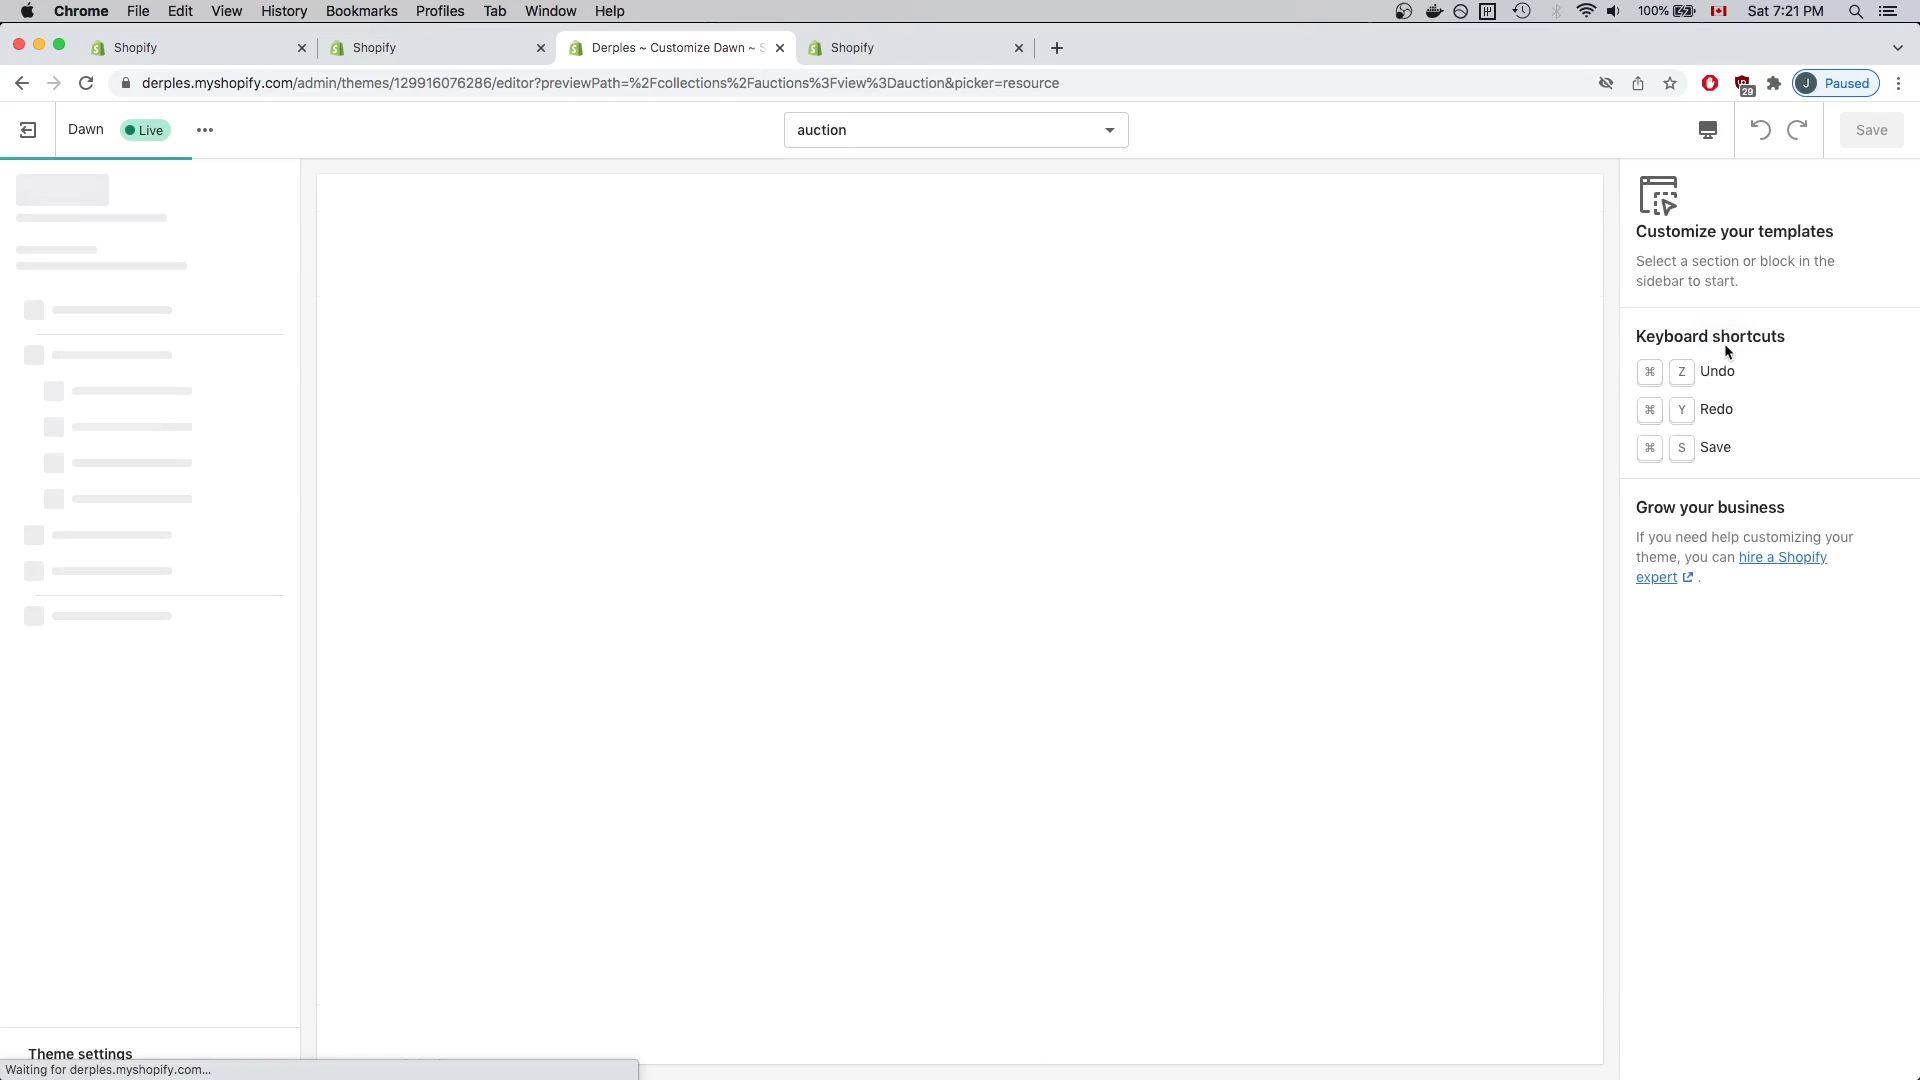 Chrome File Edit View History Bookmarks Profiles Tab Window Help 100% Sat 7:21 PM
Shopify Shopify Derples ~ Customize Dawn ~ S Shopify
derples.myshopify.com/admin/themes/129916076286/editor?previewPath=%2Fcollections%2Fauctions%3Fview%3Dauction&picker=resource 29 J Paused
Dawn Live auction Save
Customize your templates
Select a section or block in the
sidebar to start.
Keyboard shortcuts
⌘ Z Undo
⌘ Y Redo
⌘ S Save
Grow your business
If you need help customizing your
theme, you can hire a Shopify
expert .
Theme settings
Waiting for derples.myshopify.com...